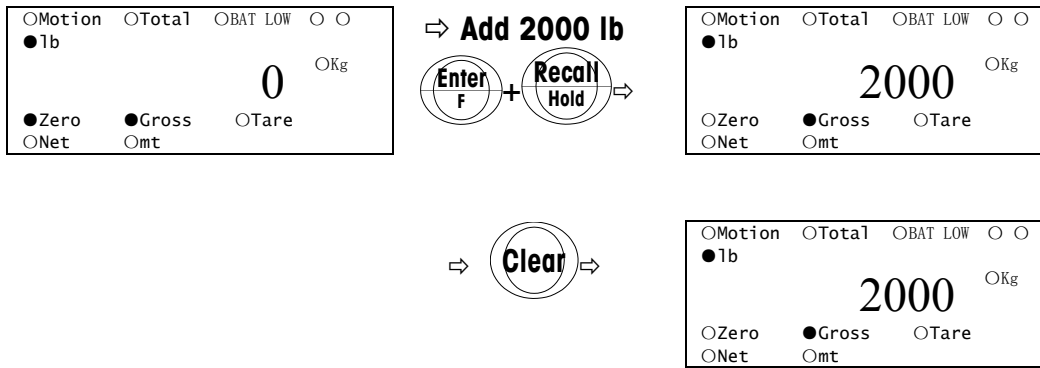 ○Motion ○Total ○BAT LOW ○ ○
●lb
○Kg
0
●Zero ●Gross ○Tare
○Net ○mt
⇨ Add 2000 lb
Enter
F
+
Recall
Hold
⇨
○Motion ○Total ○BAT LOW ○ ○
●lb
○Kg
2000
○Zero ●Gross ○Tare
○Net ○mt
⇨ Clear ⇨
○Motion ○Total ○BAT LOW ○ ○
●lb
○Kg
2000
○Zero ●Gross ○Tare
○Net ○mt